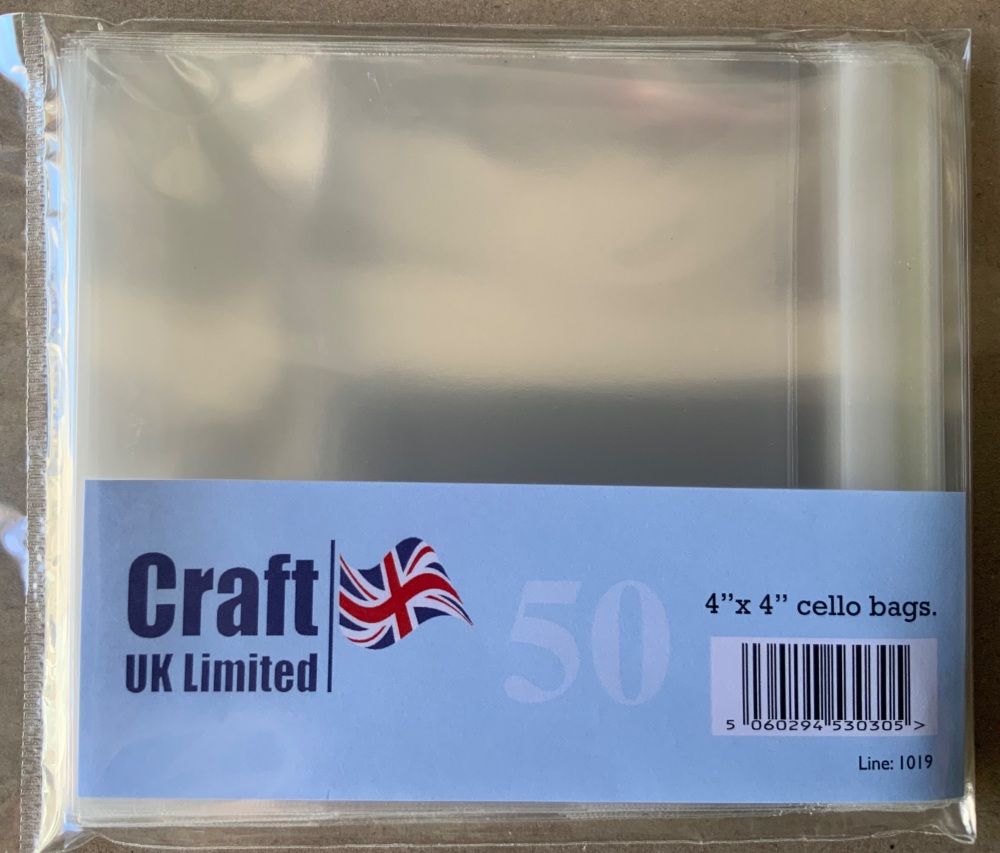 Craft
UK Limited
50
4”x 4” cello bags.
5 060294 530305 >
Line: 1019